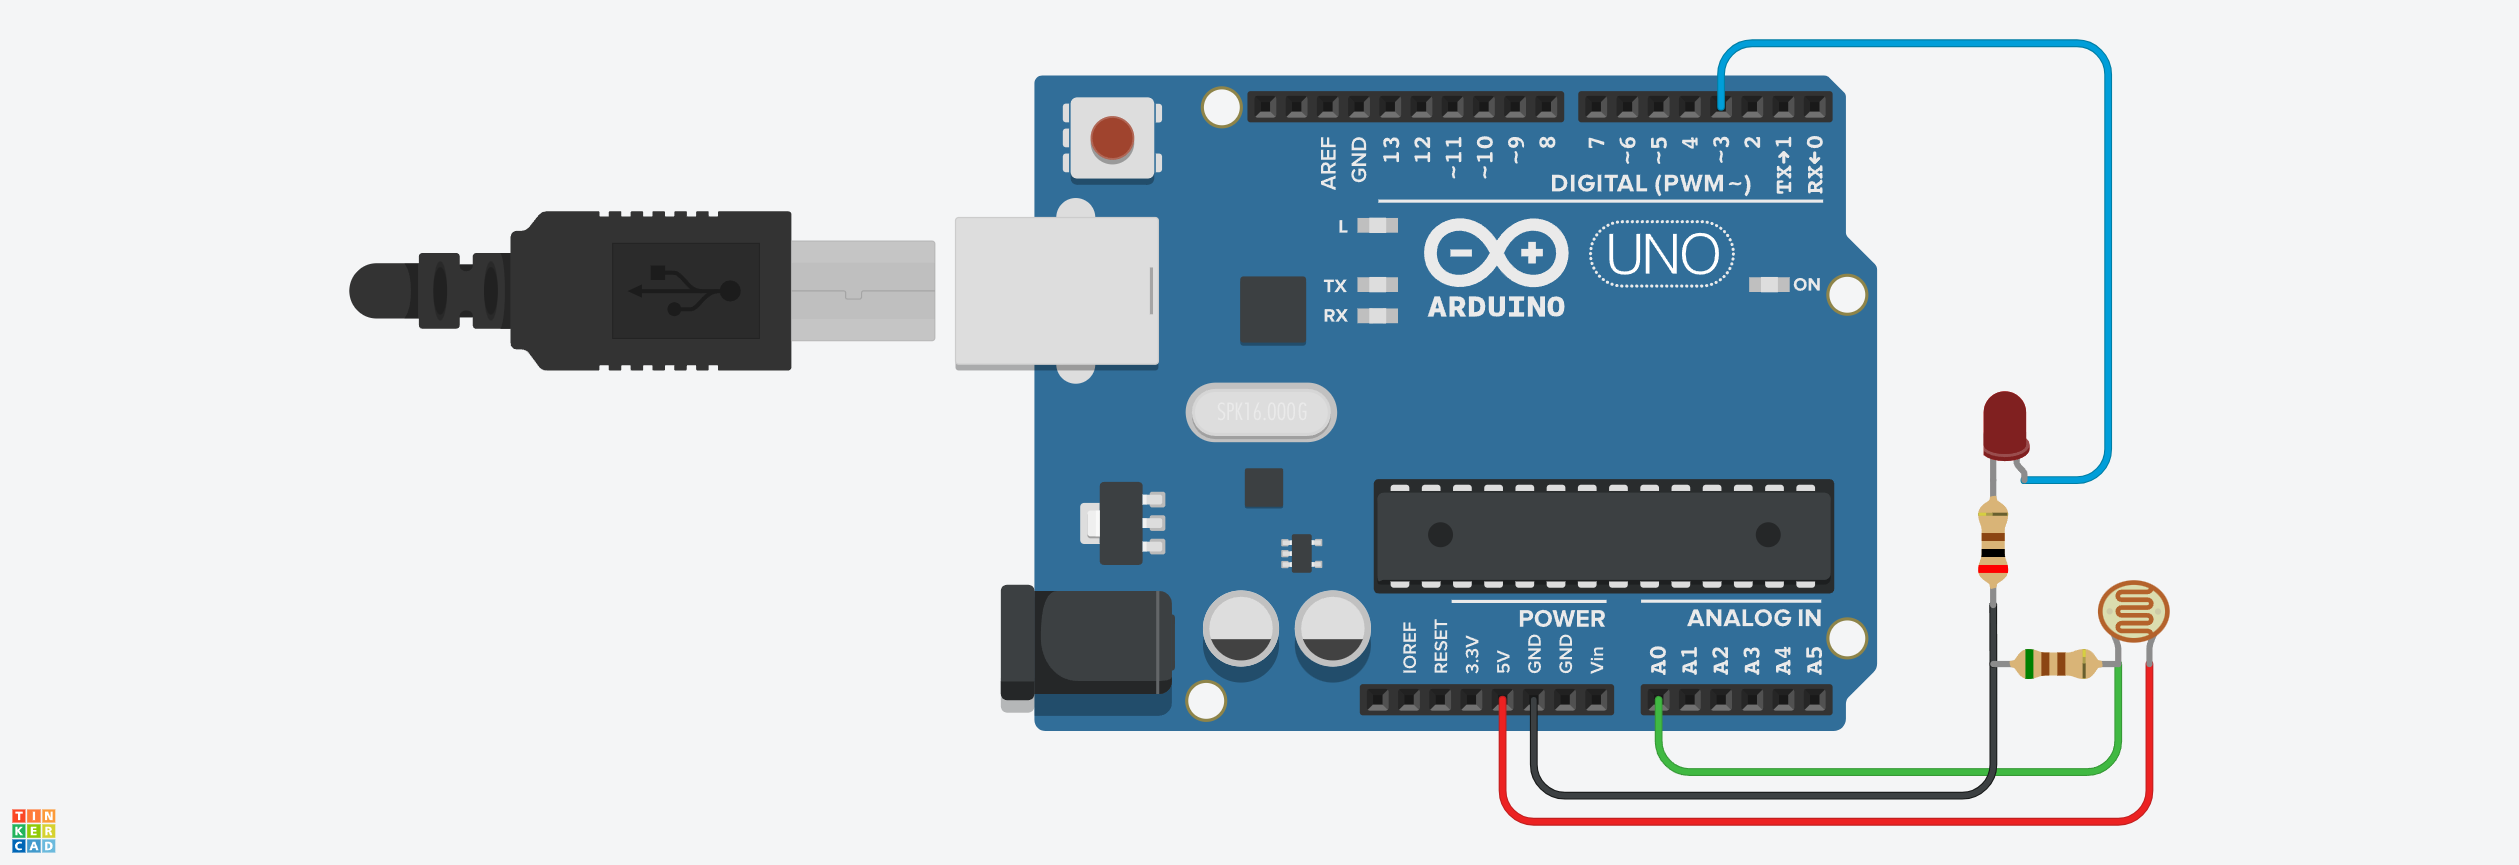 AREF
GND
13
12
~11
~10
~9
8
7
~6
~5
4
~3
2
TX→1
RX←0
DIGITAL (PWM ~)
L
TX
RX
UNO
ARDUINO
ON
SPK16.000G
POWER
ANALOG IN
IOREF
RESET
3.3V
5V
GND
GND
Vin
A0
A1
A2
A3
A4
A5
TIN
KER
CAD